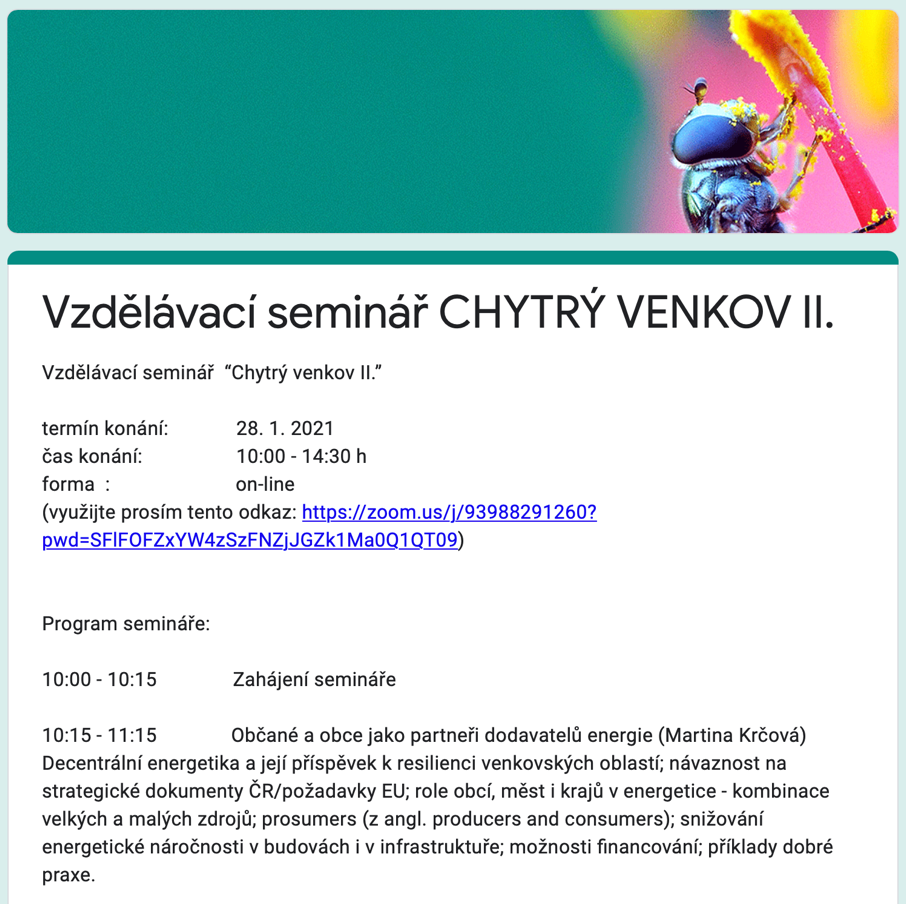 Vzdělávací seminář CHYTRÝ VENKOV II.
Vzdělávací seminář “Chytrý venkov II.”
termín konání: 28. 1. 2021
čas konání: 10:00 - 14:30 h
forma : on-line
(využijte prosím tento odkaz: https://zoom.us/j/93988291260?
pwd=SFlFOFZxYW4zSzFNZjJGZk1Ma0Q1QT09)
Program semináře:
10:00 - 10:15 Zahájení semináře
10:15 - 11:15 Občané a obce jako partneři dodavatelů energie (Martina Krčová)
Decentrální energetika a její příspěvek k resilienci venkovských oblastí; návaznost na
strategické dokumenty ČR/požadavky EU; role obcí, měst i krajů v energetice - kombinace
velkých a malých zdrojů; prosumers (z angl. producers and consumers); snižování
energetické náročnosti v budovách i v infrastruktuře; možnosti financování; příklady dobré
praxe.